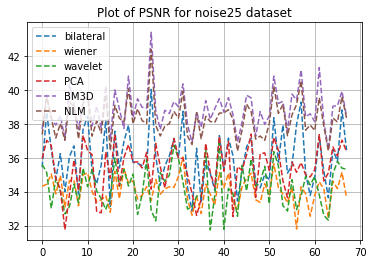 Plot of PSNR for noise25 dataset
bilateral
wiener
wavelet
PCA
BM3D
NLM
42
40
38
36
34
32
0
10
20
30
40
50
60
70